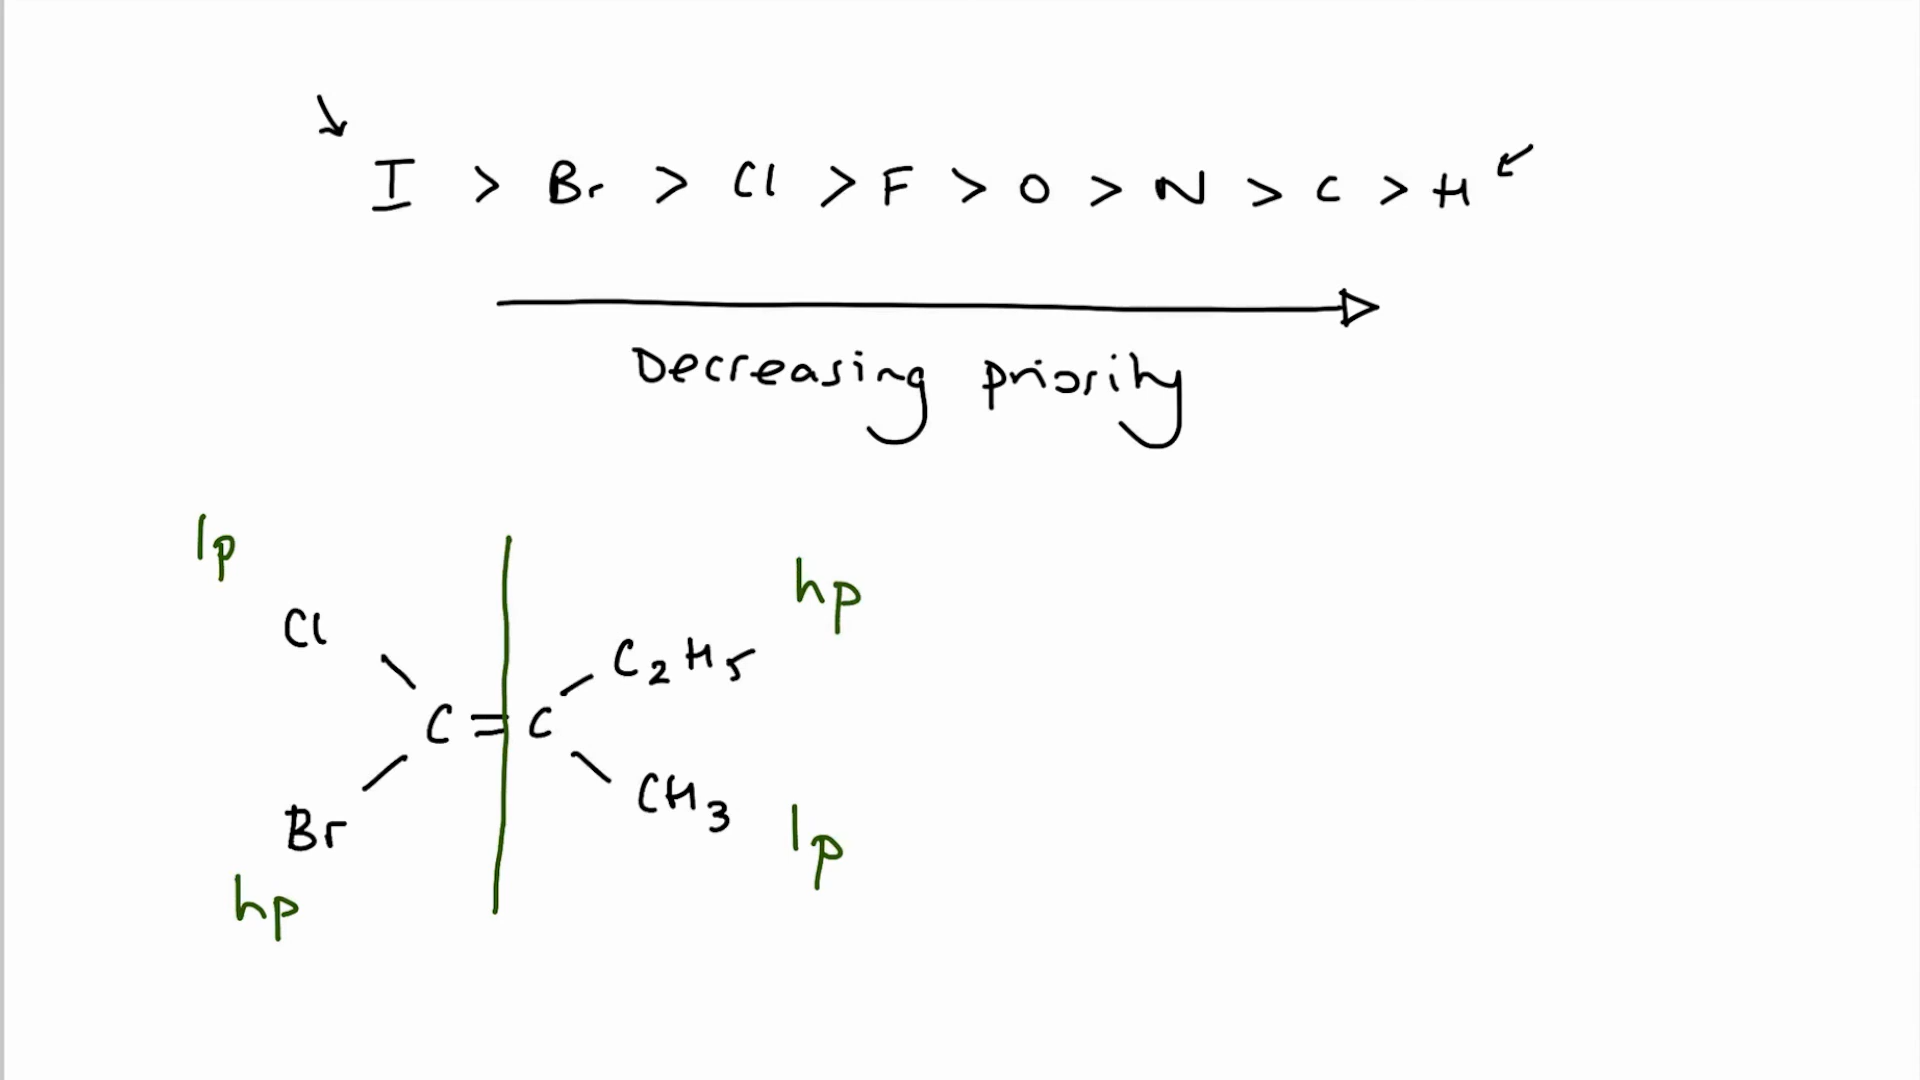 I > Br > Cl > F > O > N > C > H
Decreasing priority
lp
hp
Cl
C2H5
C = C
Br
CH3
hp
lp